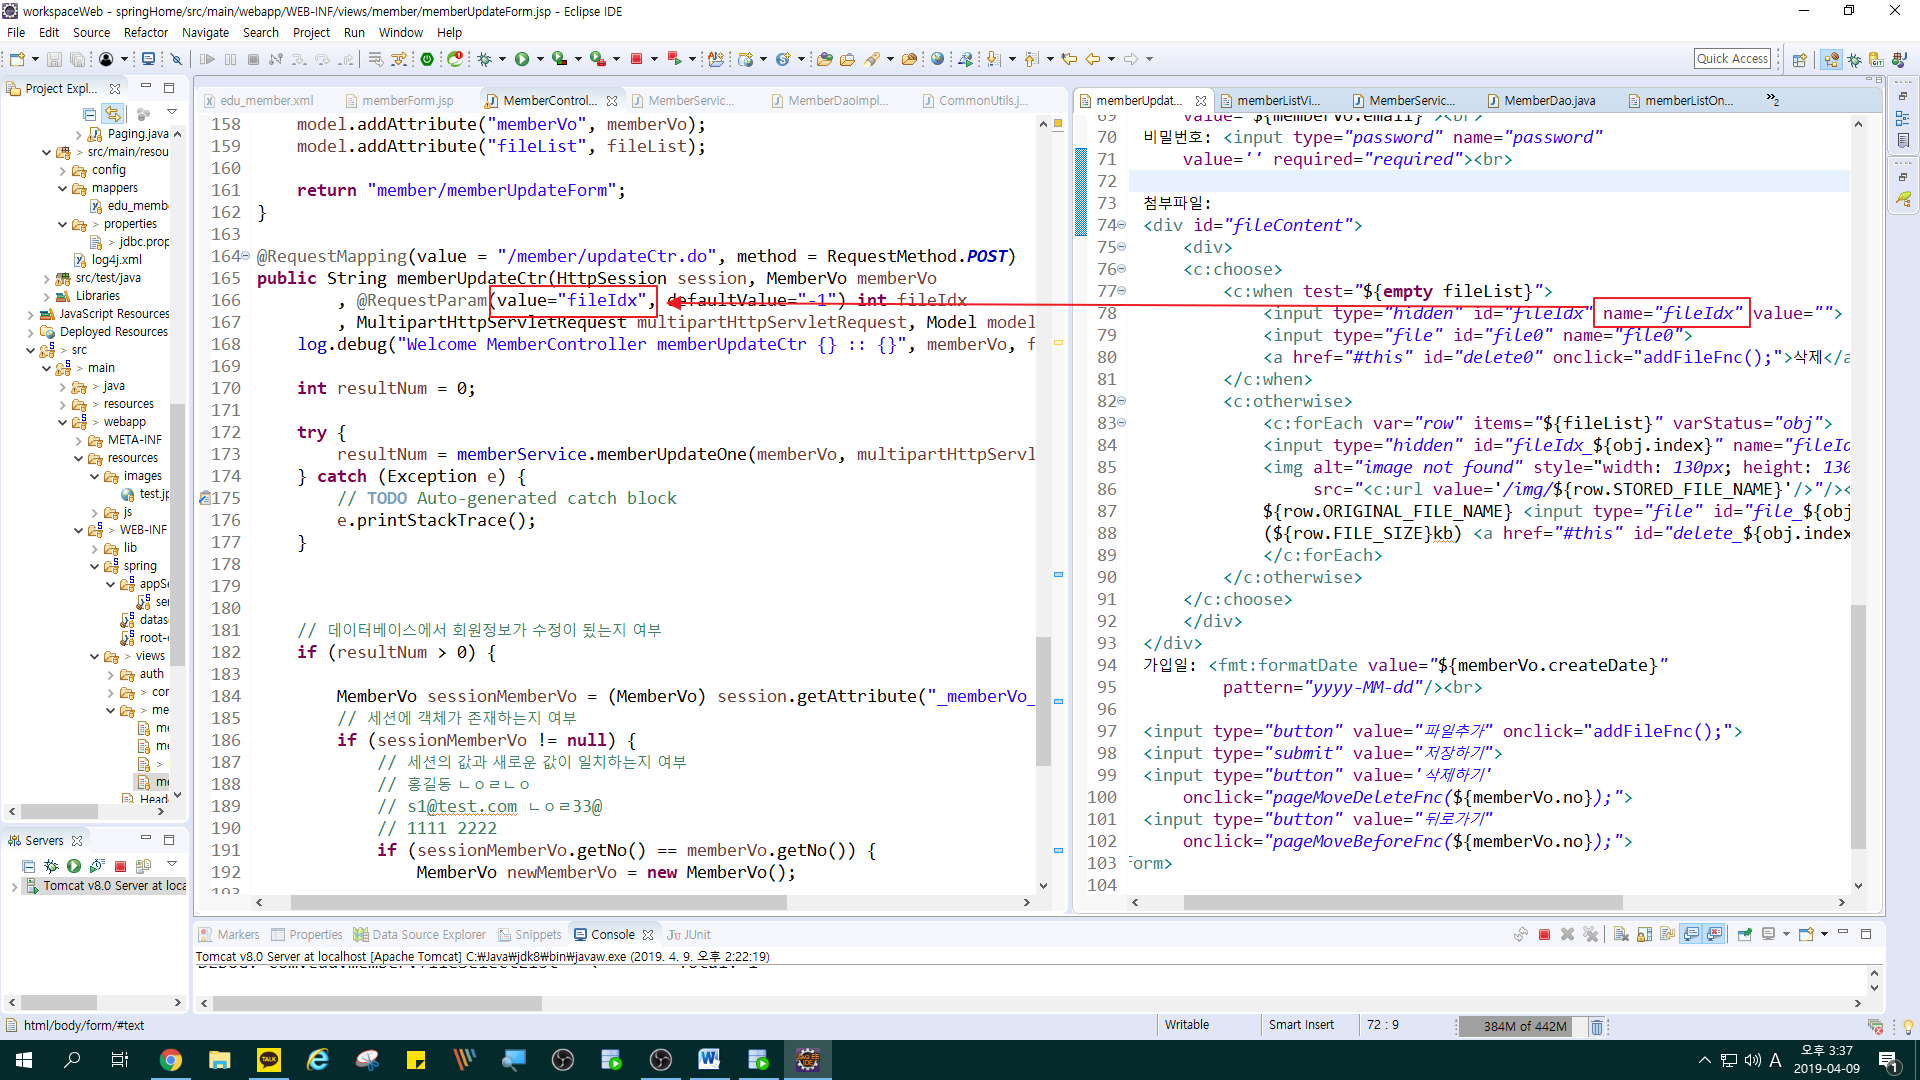 workspaceWeb - springHome/src/main/webapp/WEB-INF/views/member/memberUpdateForm.jsp - Eclipse IDE
File Edit Source Refactor Navigate Search Project Run Window Help
Quick Access
Project Expl...
Paging.java
src/main/resou
config
mappers
edu_memb
properties
jdbc.prop
log4j.xml
src/test/java
Libraries
JavaScript Resources
Deployed Resources
src
main
java
resources
webapp
META-INF
resources
images
test.jp
js
WEB-INF
lib
spring
appSe
ser
datas
root-
views
auth
cor
me
me
me
me
Heade
Servers
Tomcat v8.0 Server at loca
edu_member.xml memberForm.jsp MemberControl... MemberServic... MemberDaoImpl... CommonUtils.j...
158 model.addAttribute("memberVo", memberVo);
159 model.addAttribute("fileList", fileList);
160
161 return "member/memberUpdateForm";
162 }
163
164 @RequestMapping(value = "/member/updateCtr.do", method = RequestMethod.POST)
165 public String memberUpdateCtr(HttpSession session, MemberVo memberVo
166 , @RequestParam(value="fileIdx", defaultValue="-1") int fileIdx
167 , MultipartHttpServletRequest multipartHttpServletRequest, Model model
168 log.debug("Welcome MemberController memberUpdateCtr {} :: {}", memberVo, f
169
170 int resultNum = 0;
171
172 try {
173 resultNum = memberService.memberUpdateOne(memberVo, multipartHttpServl
174 } catch (Exception e) {
175 // TODO Auto-generated catch block
176 e.printStackTrace();
177 }
178
179
180
181 // 데이터베이스에서 회원정보가 수정이 됬는지 여부
182 if (resultNum > 0) {
183
184 MemberVo sessionMemberVo = (MemberVo) session.getAttribute("_memberVo_
185 // 세션에 객체가 존재하는지 여부
186 if (sessionMemberVo != null) {
187 // 세션의 값과 새로운 값이 일치하는지 여부
188 // 홍길동 ㄴㅇㄹㄴㅇ
189 // s1@test.com ㄴㅇㄹ33@
190 // 1111 2222
191 if (sessionMemberVo.getNo() == memberVo.getNo()) {
192 MemberVo newMemberVo = new MemberVo();
193
memberUpdat... memberListVi... MemberServic... MemberDao.java memberListOn... »2
69 value="${memberVo.email}"><br>
70 비밀번호: <input type="password" name="password"
71 value='' required="required"><br>
72
73 첨부파일:
74 <div id="fileContent">
75 <div>
76 <c:choose>
77 <c:when test="${empty fileList}">
78 <input type="hidden" id="fileIdx" name="fileIdx" value="">
79 <input type="file" id="file0" name="file0">
80 <a href="#this" id="delete0" onclick="addFileFnc();">삭제</a
81 </c:when>
82 <c:otherwise>
83 <c:forEach var="row" items="${fileList}" varStatus="obj">
84 <input type="hidden" id="fileIdx_${obj.index}" name="fileId
85 <img alt="image not found" style="width: 130px; height: 130
86 src="<c:url value='/img/${row.STORED_FILE_NAME}'/>"/><
87 ${row.ORIGINAL_FILE_NAME} <input type="file" id="file_${obj
88 (${row.FILE_SIZE}kb) <a href="#this" id="delete_${obj.index
89 </c:forEach>
90 </c:otherwise>
91 </c:choose>
92 </div>
93 </div>
94 가입일: <fmt:formatDate value="${memberVo.createDate}"
95 pattern="yyyy-MM-dd"/><br>
96
97 <input type="button" value="파일추가" onclick="addFileFnc();">
98 <input type="submit" value="저장하기">
99 <input type="button" value='삭제하기'
100 onclick="pageMoveDeleteFnc(${memberVo.no});">
101 <input type="button" value="뒤로가기"
102 onclick="pageMoveBeforeFnc(${memberVo.no});">
103 form>
104
Markers Properties Data Source Explorer Snippets Console JUnit
Tomcat v8.0 Server at localhost [Apache Tomcat] C:₩Java₩jdk8₩bin₩javaw.exe (2019. 4. 9. 오후 2:22:19)
html/body/form/#text
Writable Smart Insert 72 : 9 384M of 442M
TALK
A 오후 3:37
2019-04-09
1